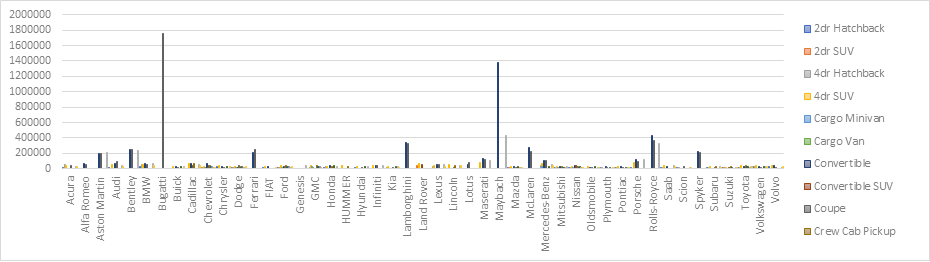 2000000
1800000
1600000
1400000
1200000
1000000
800000
600000
400000
200000
0
Acura
Alfa Romeo
Aston Martin
Audi
Bentley
BMW
Bugatti
Buick
Cadillac
Chevrolet
Chrysler
Dodge
Ferrari
FIAT
Ford
Genesis
GMC
Honda
HUMMER
Hyundai
Infiniti
Kia
Lamborghini
Land Rover
Lexus
Lincoln
Lotus
Maserati
Maybach
Mazda
McLaren
Mercedes-Benz
Mitsubishi
Nissan
Oldsmobile
Plymouth
Pontiac
Porsche
Rolls-Royce
Saab
Scion
Spyker
Subaru
Suzuki
Toyota
Volkswagen
Volvo
2dr Hatchback
2dr SUV
4dr Hatchback
4dr SUV
Cargo Minivan
Cargo Van
Convertible
Convertible SUV
Coupe
Crew Cab Pickup